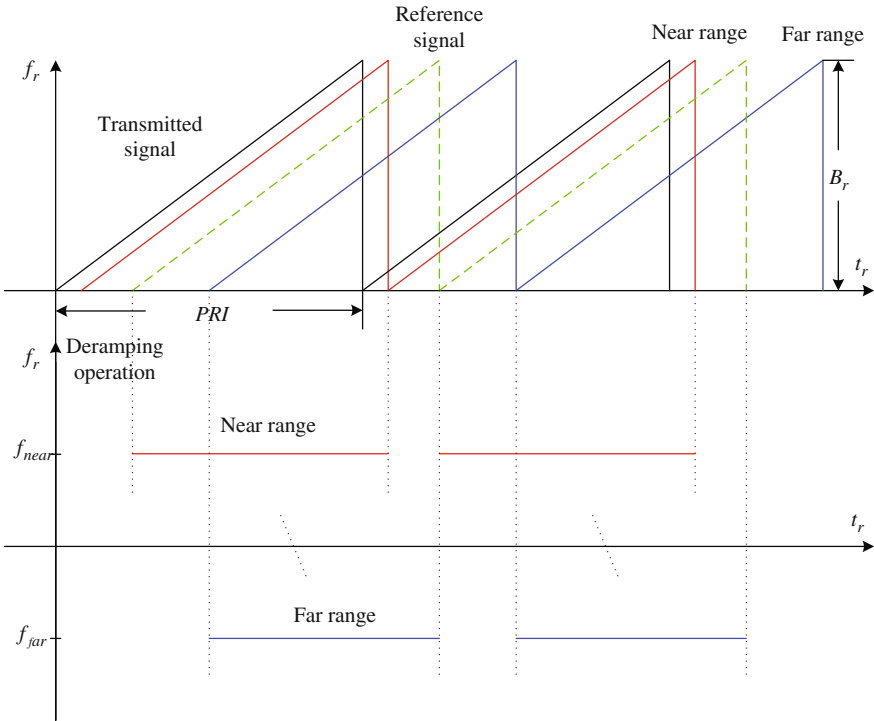 Reference
signal
Near range
Far range
f_r
Transmitted
signal
B_r
t_r
PRI
f_r
Deramping
operation
Near range
f_near
t_r
Far range
f_far